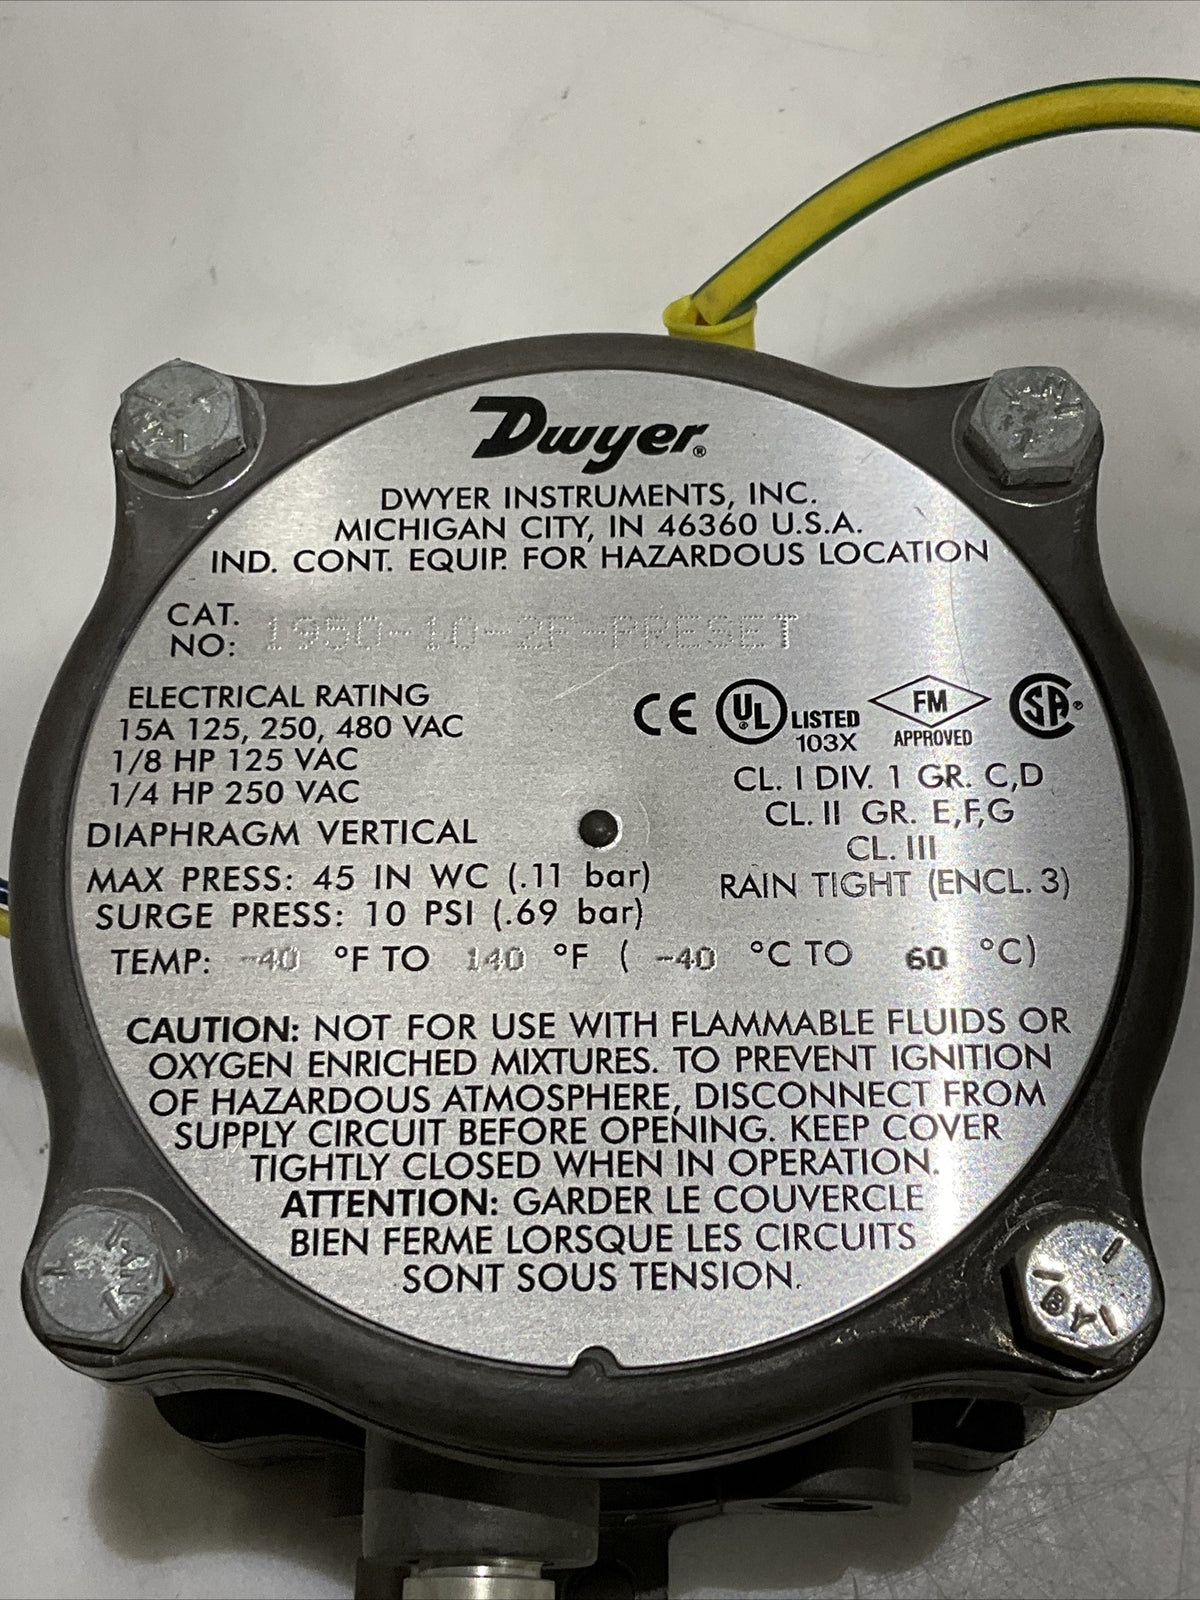 Dwyer®
DWYER INSTRUMENTS, INC.
MICHIGAN CITY, IN 46360 U.S.A.
IND. CONT. EQUIP. FOR HAZARDOUS LOCATION
CAT.
NO: 1950-10-2F-PRESET
ELECTRICAL RATING
15A 125, 250, 480 VAC
1/8 HP 125 VAC
1/4 HP 250 VAC
DIAPHRAGM VERTICAL
CE UL LISTED
103X
FM
APPROVED
SA®
CL. I DIV. 1 GR. C,D
CL. II GR. E,F,G
CL. III
RAIN TIGHT (ENCL. 3)
MAX PRESS: 45 IN WC (.11 bar)
SURGE PRESS: 10 PSI (.69 bar)
TEMP: -40 °F TO 140 °F ( -40 °C TO 60 °C)
CAUTION: NOT FOR USE WITH FLAMMABLE FLUIDS OR
OXYGEN ENRICHED MIXTURES. TO PREVENT IGNITION
OF HAZARDOUS ATMOSPHERE, DISCONNECT FROM
SUPPLY CIRCUIT BEFORE OPENING. KEEP COVER
TIGHTLY CLOSED WHEN IN OPERATION.
ATTENTION: GARDER LE COUVERCLE
BIEN FERME LORSQUE LES CIRCUITS
SONT SOUS TENSION.